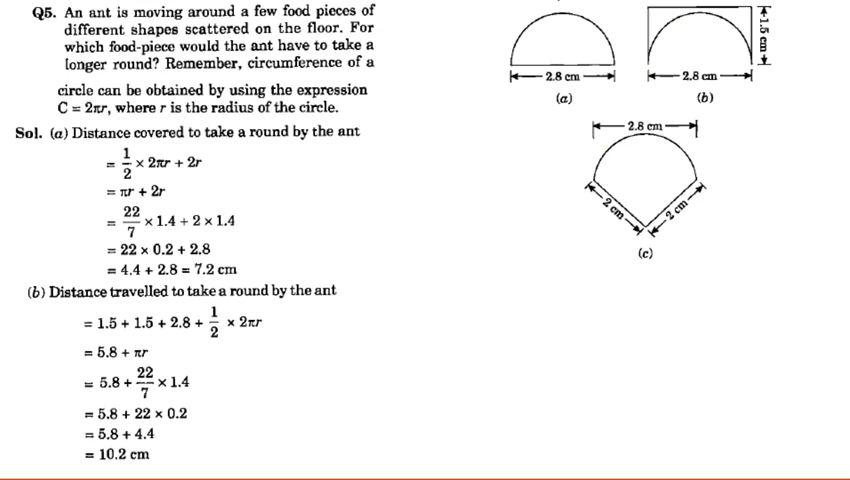 Q5. An ant is moving around a few food pieces of
different shapes scattered on the floor. For
which food-piece would the ant have to take a
longer round? Remember, circumference of a
circle can be obtained by using the expression
C = 2πr, where r is the radius of the circle.
Sol. (a) Distance covered to take a round by the ant
= 1/2 × 2πr + 2r
= πr + 2r
= 22/7 × 1.4 + 2 × 1.4
= 22 × 0.2 + 2.8
= 4.4 + 2.8 = 7.2 cm
(b) Distance travelled to take a round by the ant
= 1.5 + 1.5 + 2.8 + 1/2 × 2πr
= 5.8 + πr
= 5.8 + 22/7 × 1.4
= 5.8 + 22 × 0.2
= 5.8 + 4.4
= 10.2 cm
2.8 cm
(a)
1.5 cm
2.8 cm
(b)
2.8 cm
2 cm
2 cm
(c)